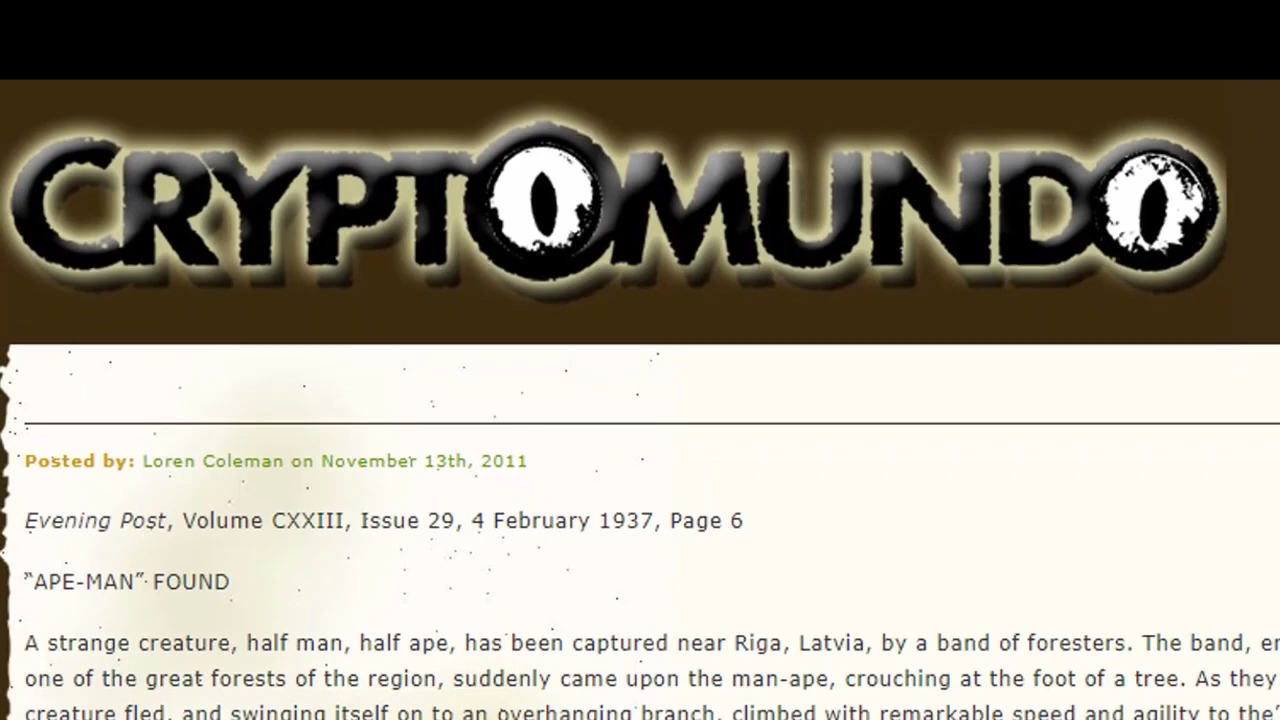 CRYPTOMUNDO
Posted by: Loren Coleman on November 13th, 2011
Evening Post, Volume CXXIII, Issue 29, 4 February 1937, Page 6
“APE-MAN” FOUND
A strange creature, half man, half ape, has been captured near Riga, Latvia, by a band of foresters. The band,
one of the great forests of the region, suddenly came upon the man-ape, crouching at the foot of a tree. As they
creature fled, and swinging itself on to an overhanging branch, climbed with remarkable speed and agility to the